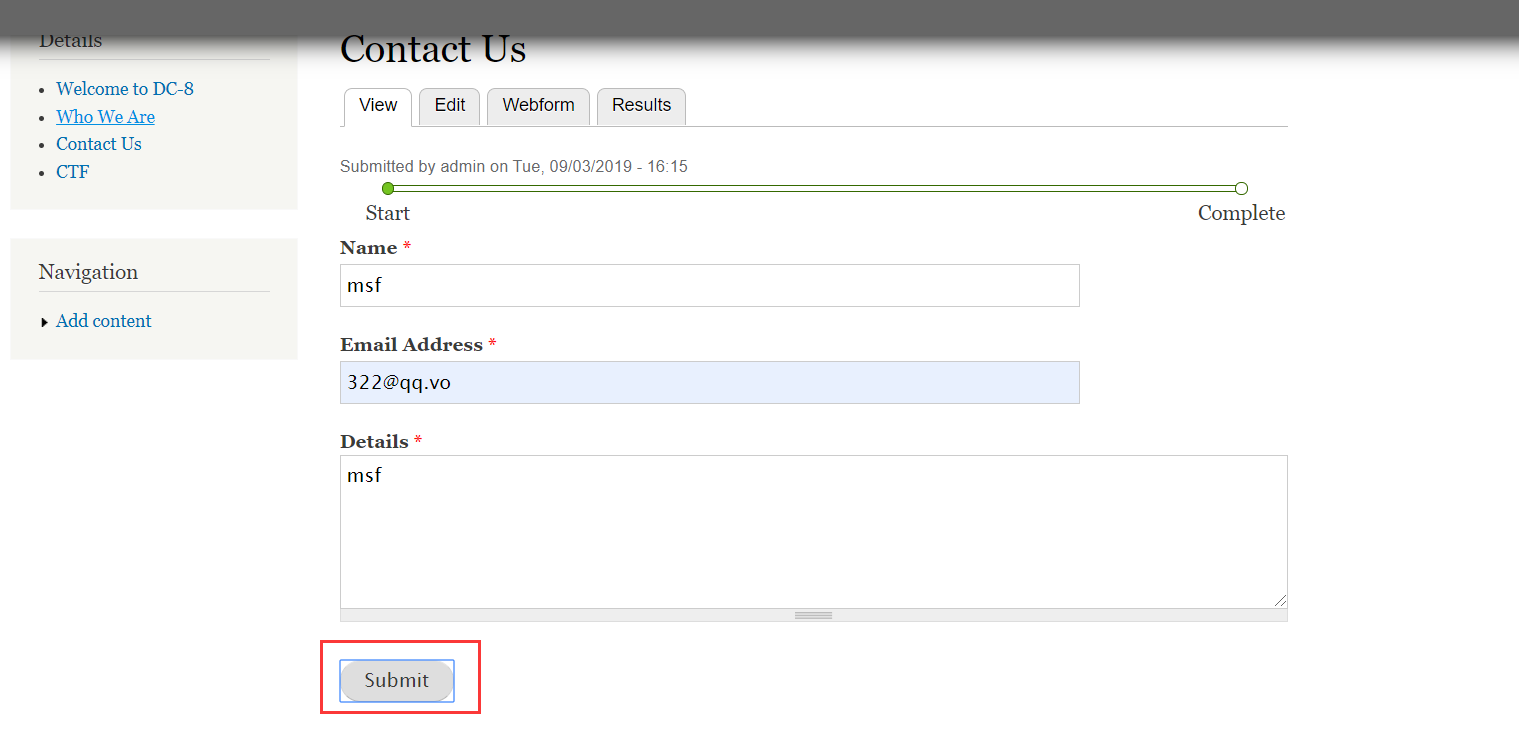 Details
Welcome to DC-8
Who We Are
Contact Us
CTF
Navigation
Add content
Contact Us
View Edit Webform Results
Submitted by admin on Tue, 09/03/2019 - 16:15
Start Complete
Name *
msf
Email Address *
322@qq.vo
Details *
msf
Submit